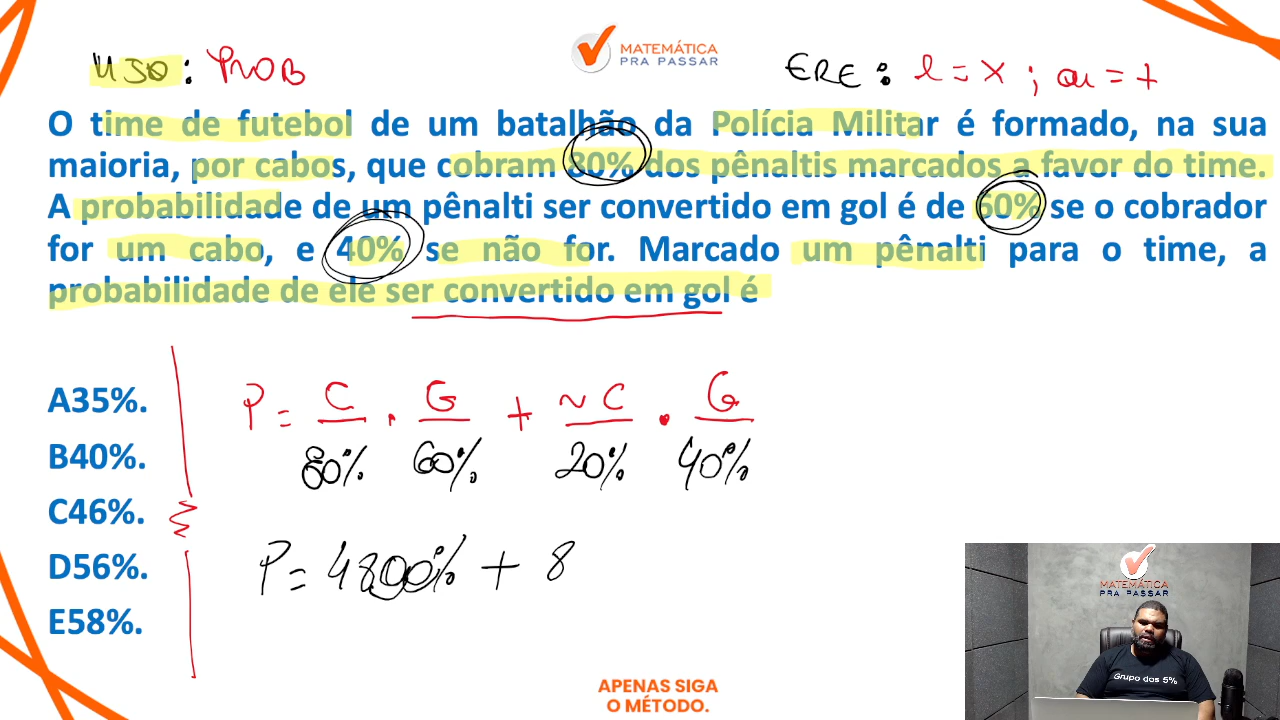 USO : PROB
MATEMÁTICA
PRA PASSAR
ERE : e = x ; ou = +
O time de futebol de um batalhão da Polícia Militar é formado, na sua
maioria, por cabos, que cobram 80% dos pênaltis marcados a favor do time.
A probabilidade de um pênalti ser convertido em gol é de 60% se o cobrador
for um cabo, e 40% se não for. Marcado um pênalti para o time, a
probabilidade de ele ser convertido em gol é
A35%.
B40%.
C46%.
D56%.
E58%.
P = C . G + ~C . G
80% 60% 20% 40%
P = 4800% + 8
MATEMÁTICA
PRA PASSAR
Grupo dos 5%
APENAS SIGA
O MÉTODO.